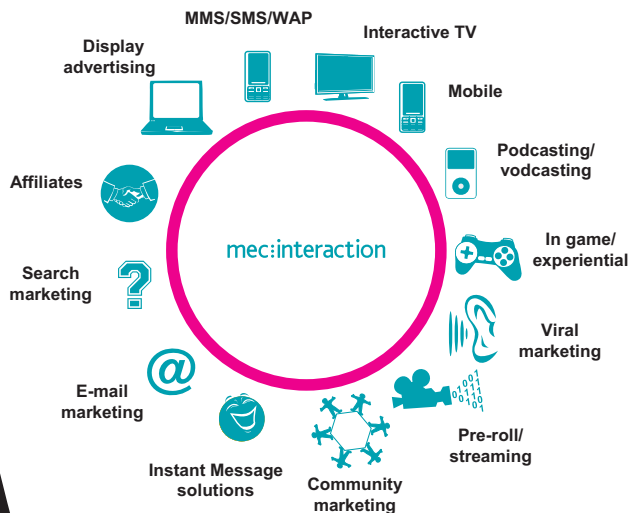 MMS/SMS/WAP
Interactive TV
Display
advertising
Mobile
Podcasting/
vodcasting
Affiliates
In game/
experiential
mec:interaction
Search
marketing
Viral
marketing
E-mail
marketing
Pre-roll/
streaming
Instant Message
solutions
Community
marketing